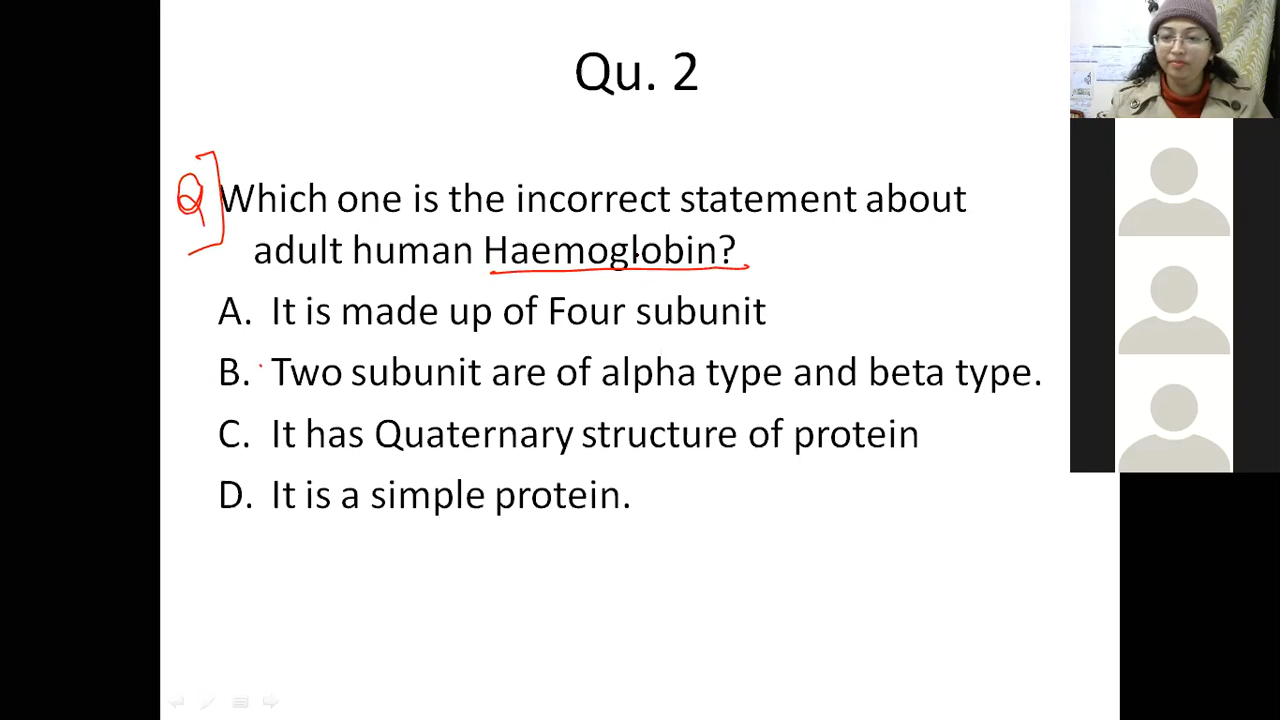 Qu. 2
Q] Which one is the incorrect statement about
adult human Haemoglobin?
A. It is made up of Four subunit
B. Two subunit are of alpha type and beta type.
C. It has Quaternary structure of protein
D. It is a simple protein.